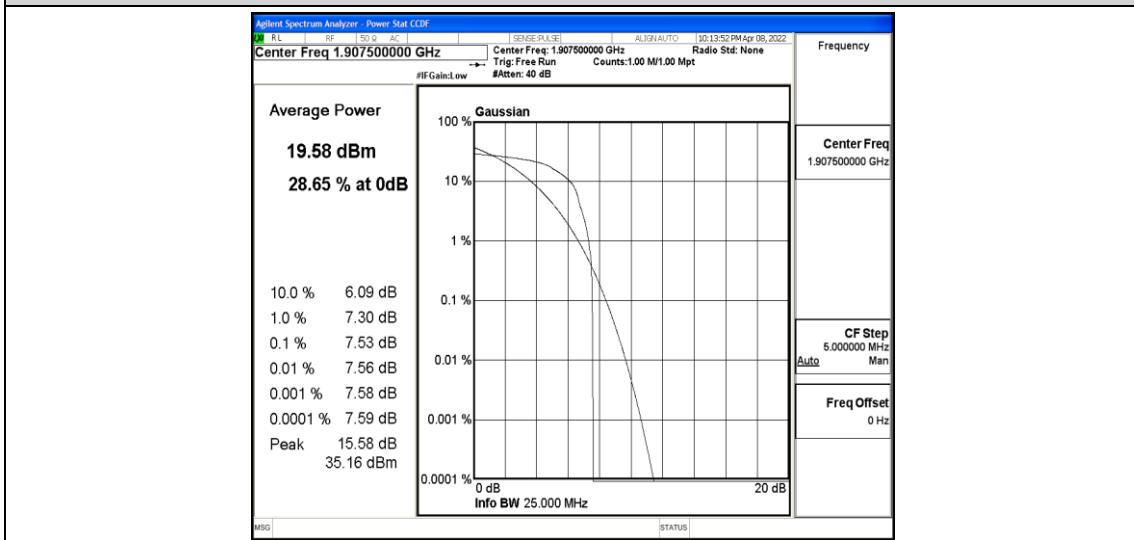 Agilent Spectrum Analyzer - Power Stat CCDF
RL RF 50 Ω AC SENSE:PULSE ALIGN AUTO 10:13:52 PM Apr 08, 2022
Center Freq 1.907500000 GHz
Center Freq: 1.907500000 GHz Radio Std: None
Trig: Free Run Counts:1.00 M/1.00 Mpt
#IFGain:Low #Atten: 40 dB
Frequency
Average Power
19.58 dBm
28.65 % at 0dB
10.0 % 6.09 dB
1.0 % 7.30 dB
0.1 % 7.53 dB
0.01 % 7.56 dB
0.001 % 7.58 dB
0.0001 % 7.59 dB
Peak 15.58 dB
35.16 dBm
Gaussian
100 %
10 %
1 %
0.1 %
0.01 %
0.001 %
0.0001 %
0 dB 20 dB
Info BW 25.000 MHz
Center Freq
1.907500000 GHz
CF Step
5.000000 MHz
Auto Man
Freq Offset
0 Hz
MSG STATUS